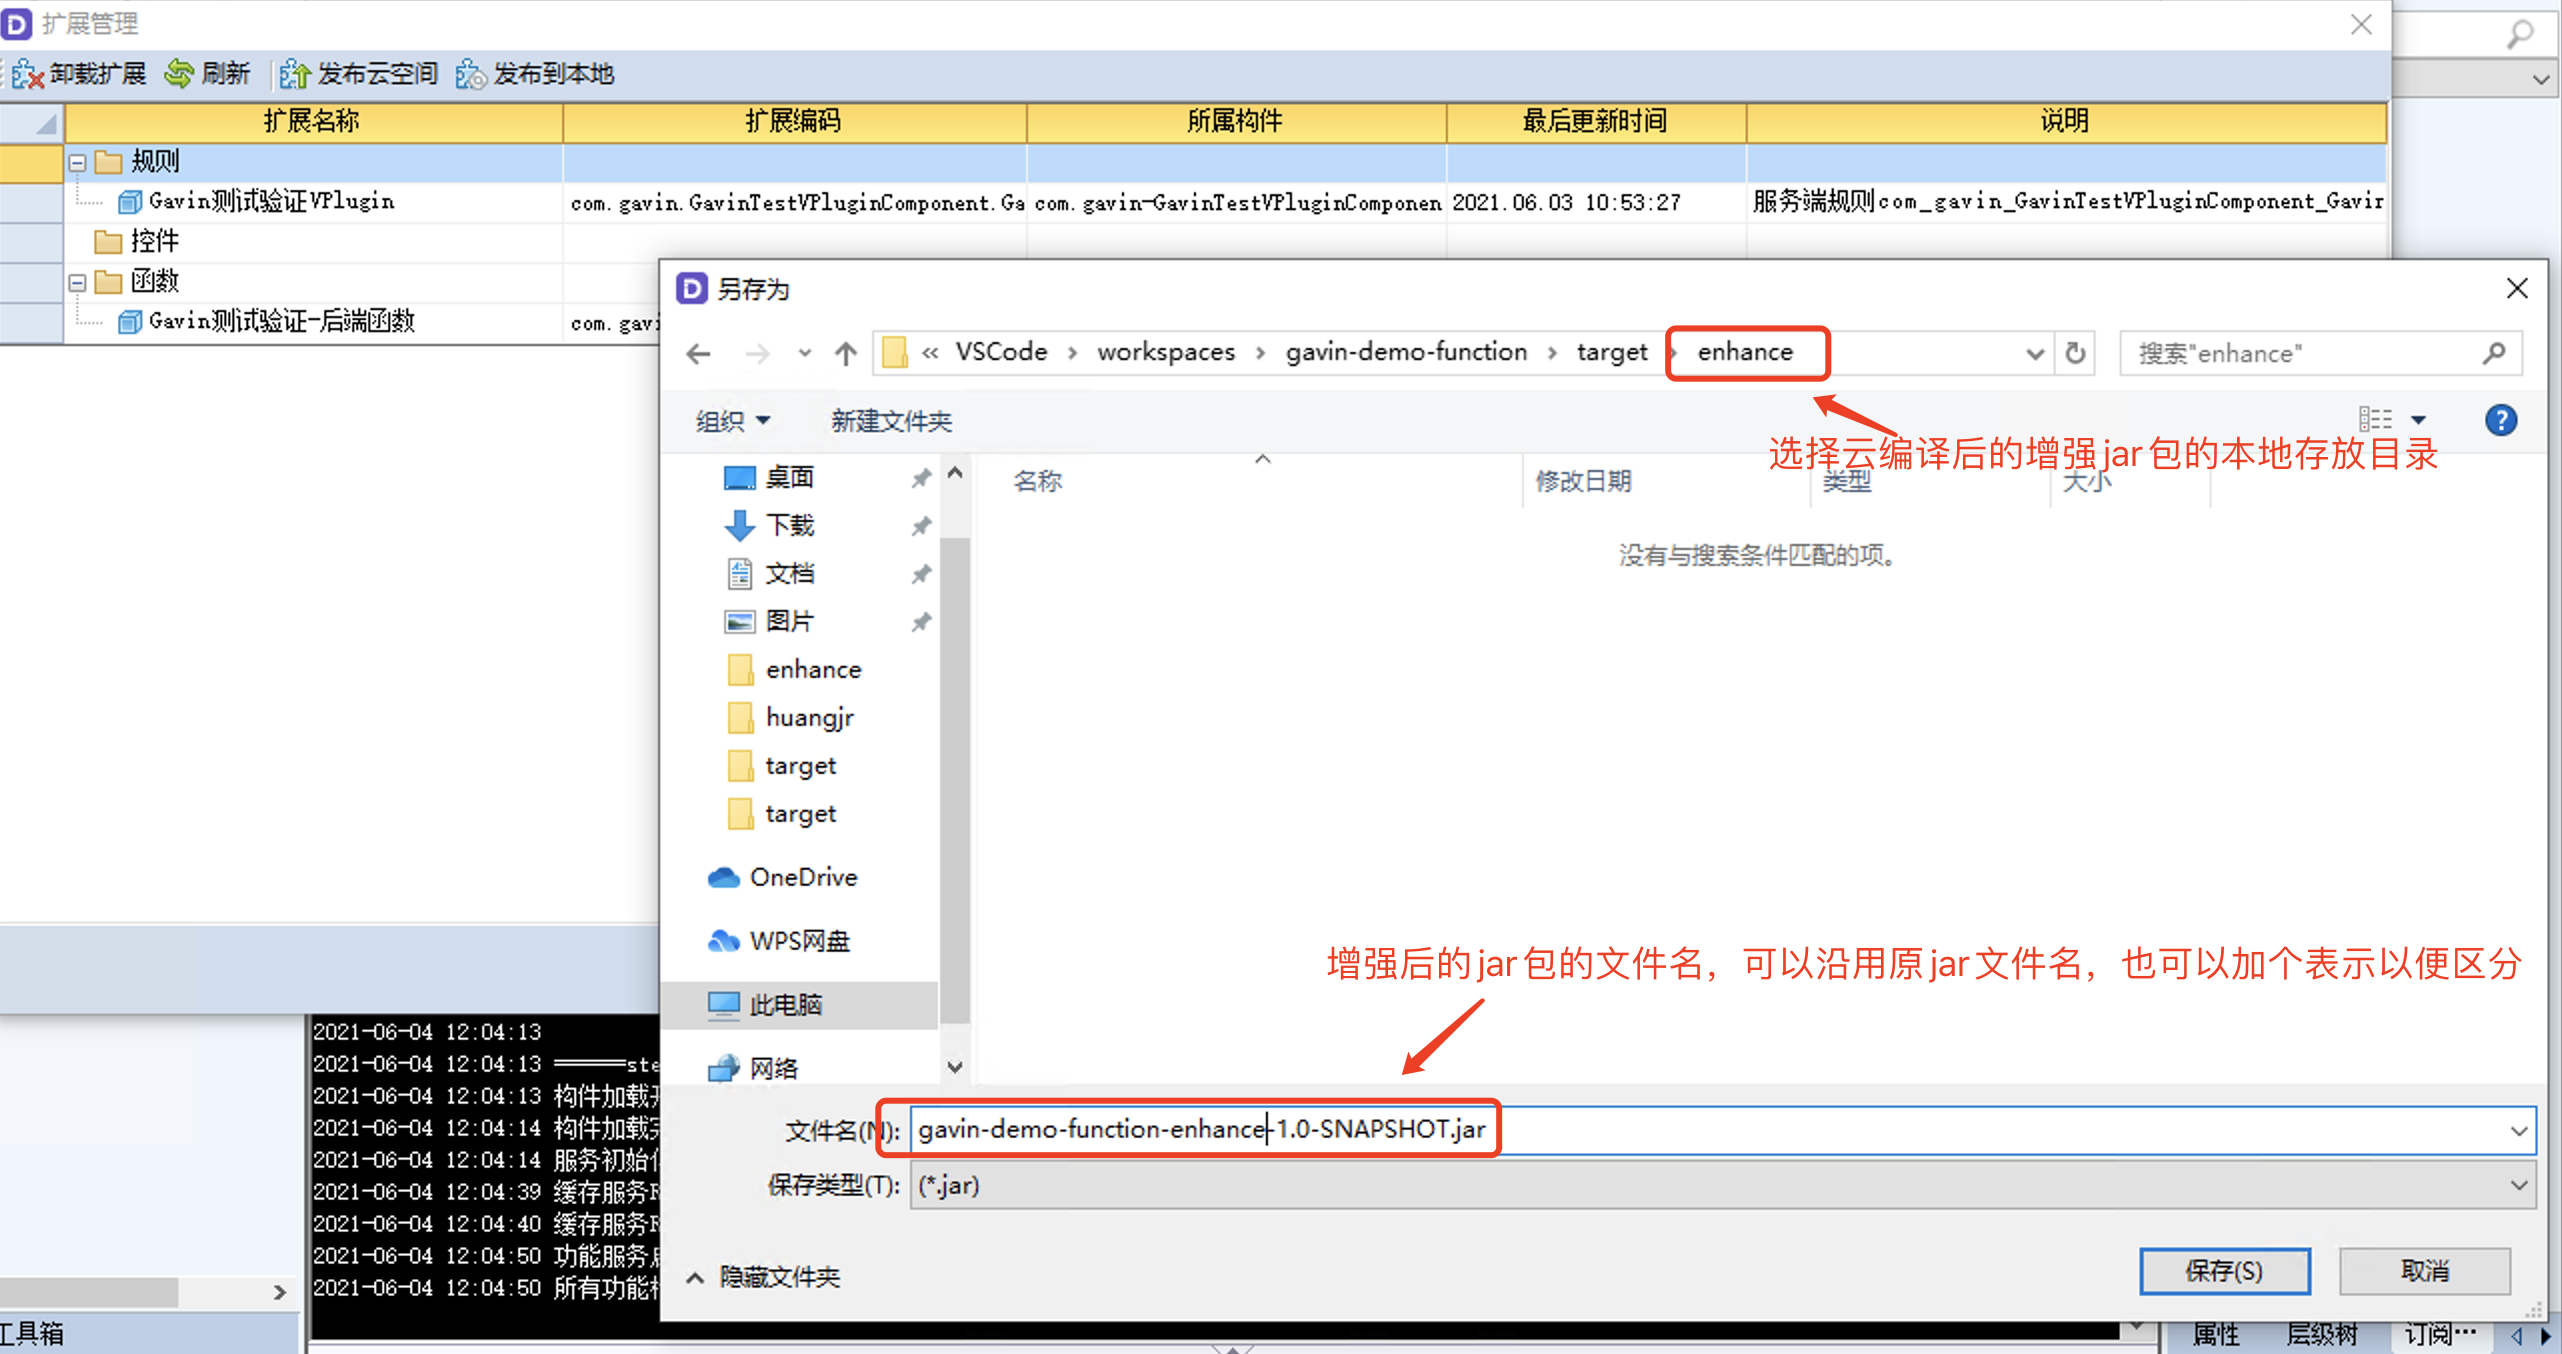 扩展管理
卸载扩展 刷新 发布云空间 发布到本地
扩展名称 扩展编码 所属构件 最后更新时间 说明
规则
Gavin测试验证VPlugin com.gavin.GavinTestVPluginComponent.Ga com.gavin-GavinTestVPluginComponen 2021.06.03 10:53:27 服务端规则com_gavin_GavinTestVPluginComponent_Gavir
控件
函数
Gavin测试验证-后端函数 com.gavi
另存为
« VSCode › workspaces › gavin-demo-function › target › enhance
搜索"enhance"
组织 新建文件夹
选择云编译后的增强jar包的本地存放目录
名称 修改日期 类型 大小
没有与搜索条件匹配的项。
桌面
下载
文档
图片
enhance
huangjr
target
target
OneDrive
WPS网盘
此电脑
网络
增强后的jar包的文件名，可以沿用原jar文件名，也可以加个表示以便区分
文件名(N): gavin-demo-function-enhance-1.0-SNAPSHOT.jar
保存类型(T): (*.jar)
隐藏文件夹
保存(S) 取消
2021-06-04 12:04:13
2021-06-04 12:04:13 ======ste
2021-06-04 12:04:13 构件加载
2021-06-04 12:04:14 构件加载
2021-06-04 12:04:14 服务初始
2021-06-04 12:04:39 缓存服务R
2021-06-04 12:04:40 缓存服务R
2021-06-04 12:04:50 功能服务
2021-06-04 12:04:50 所有功能
工具箱
属性 层级树 订阅···